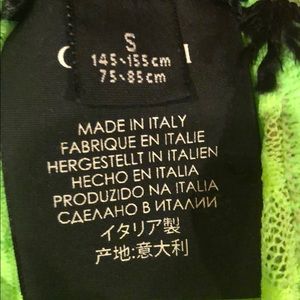 S
145-155cm
75-85cm
MADE IN ITALY
FABRIQUE EN ITALIE
HERGESTELLT IN ITALIEN
HECHO EN ITALIA
PRODUZIDO NA ITALIA
СДЕЛАНО В ИТАЛИИ
イタリア製
产地:意大利